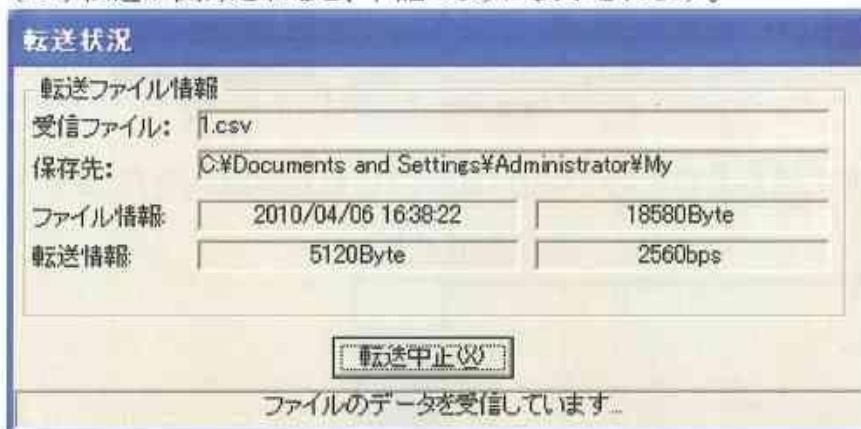 転送状況
転送ファイル情報
受信ファイル: 1.csv
保存先: C:¥Documents and Settings¥Administrator¥My
ファイル情報: 2010/04/06 16:38:22 18580Byte
転送情報: 5120Byte 2560bps
転送中止(X)
ファイルのデータを受信しています...